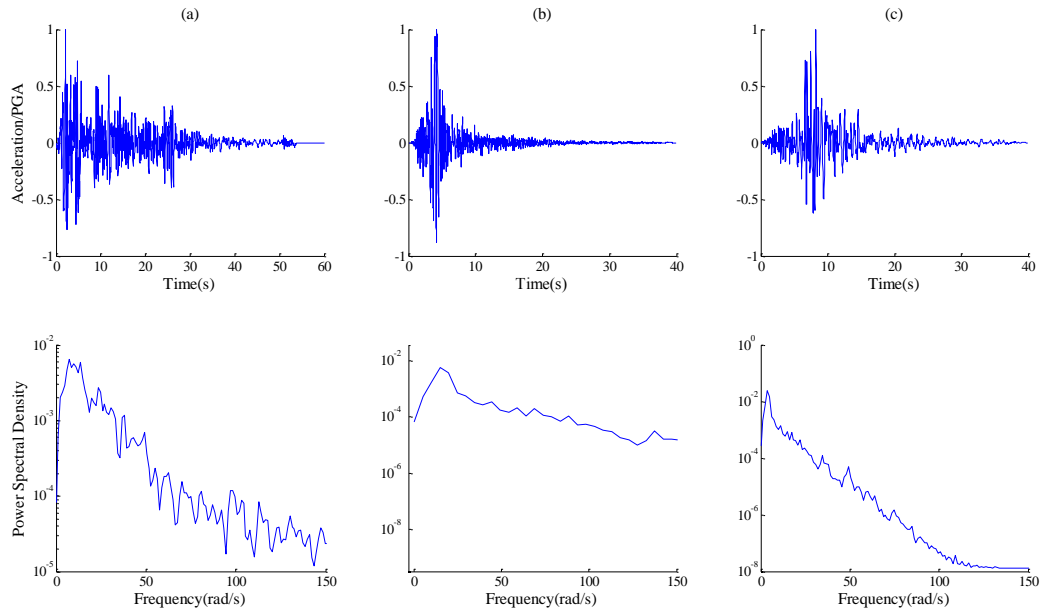 (a) (b) (c)
1 1 1
0.5 0.5 0.5
0 0 0
-0.5 -0.5 -0.5
-1 -1 -1
Acceleration/PGA
0 10 20 30 40 50 60 0 10 20 30 40 0 10 20 30 40
Time(s) Time(s) Time(s)
10^-2 10^0
10^-2
10^-2
10^-3
10^-4 10^-4
10^-4
10^-6 10^-6
10^-8
10^-5 10^-8
Power Spectral Density
0 50 100 150 0 50 100 150 0 50 100 150
Frequency(rad/s) Frequency(rad/s) Frequency(rad/s)